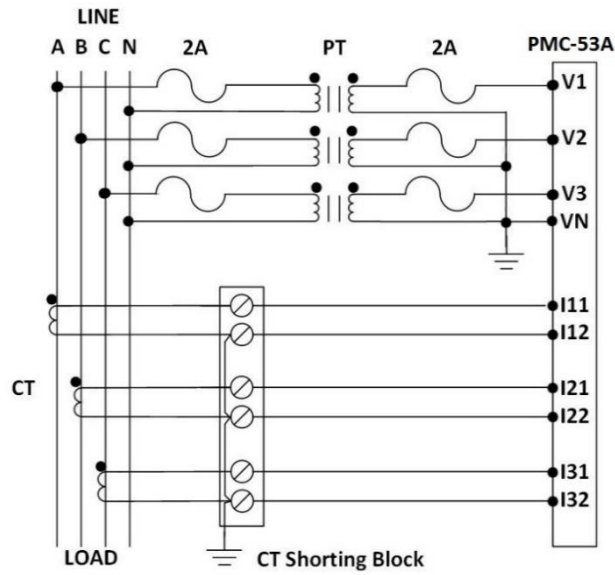 LINE
A B C N 2A PT 2A PMC-53A
V1
V2
V3
VN
I11
I12
CT I21
I22
I31
I32
LOAD CT Shorting Block